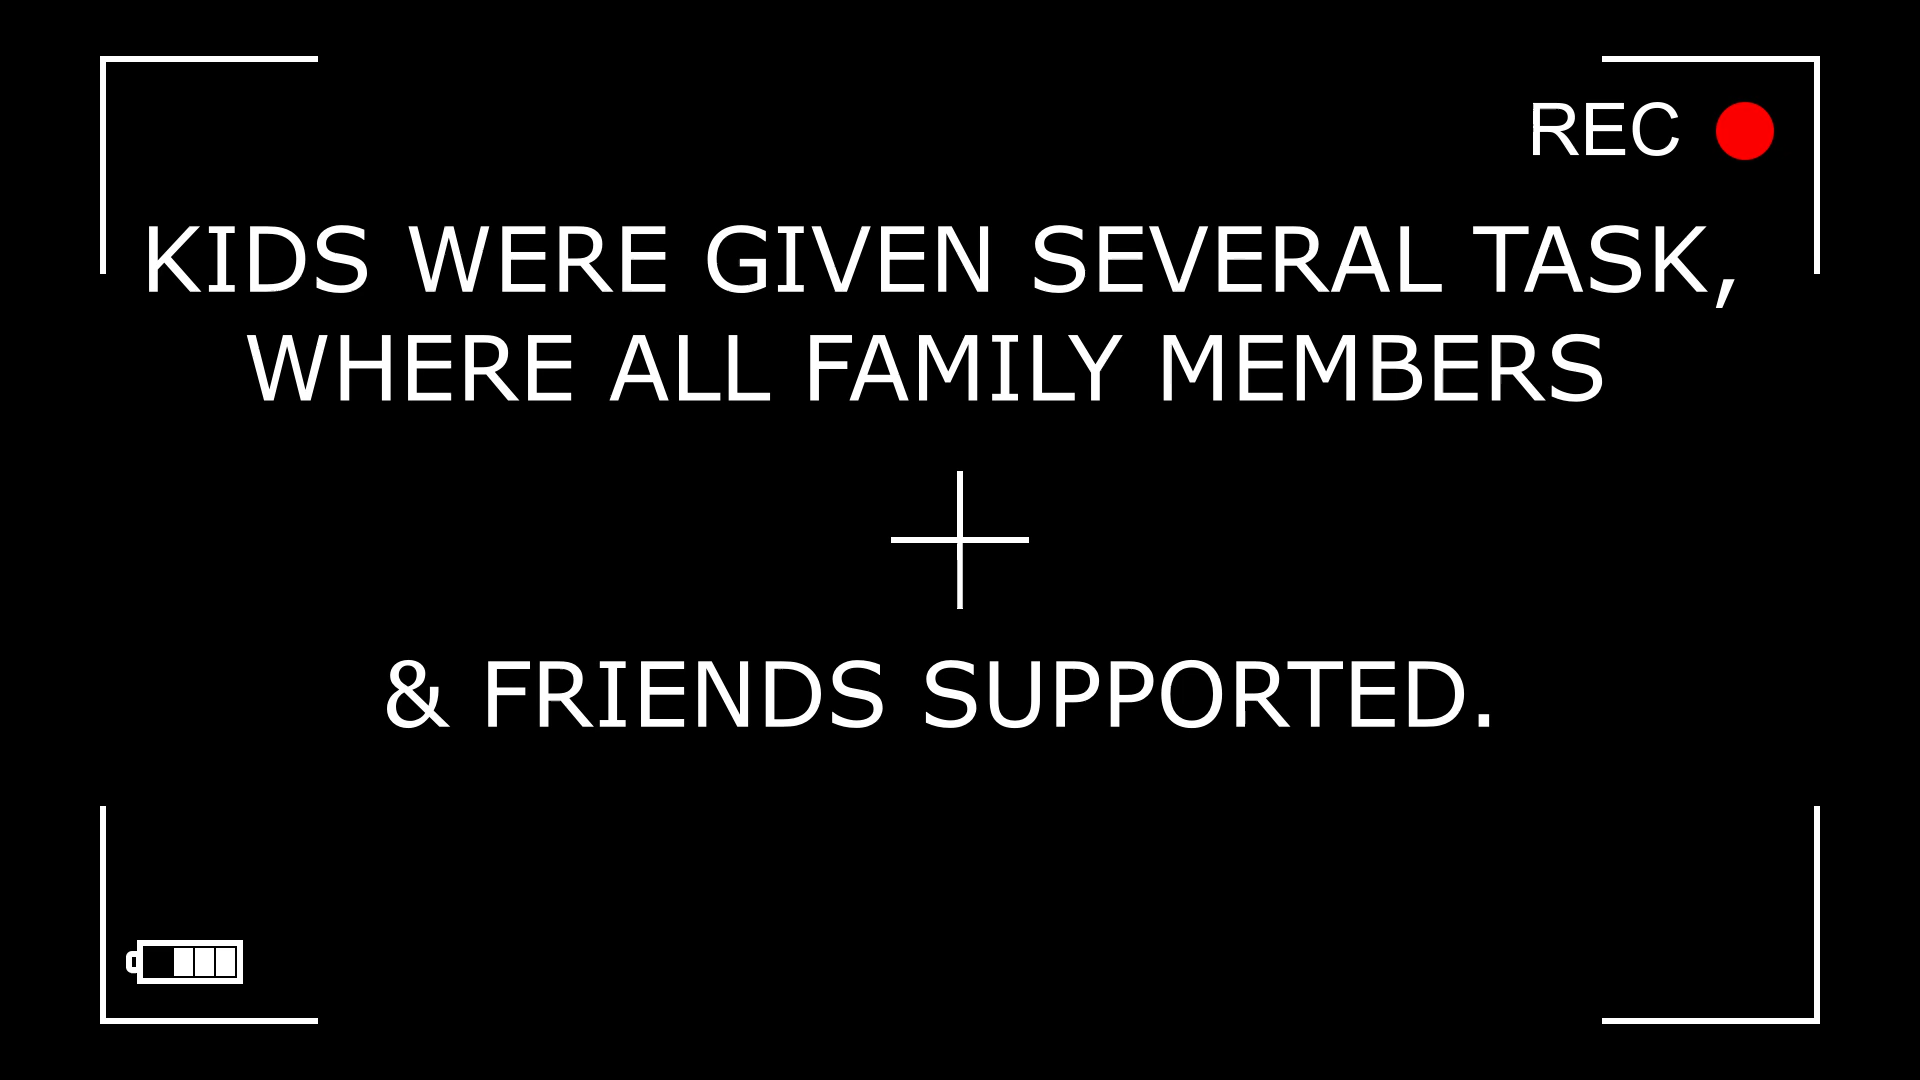 REC
KIDS WERE GIVEN SEVERAL TASK,
WHERE ALL FAMILY MEMBERS
& FRIENDS SUPPORTED.